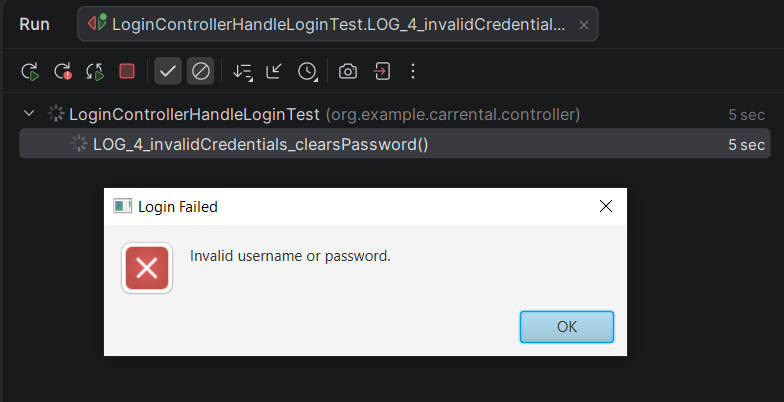 Run
LoginControllerHandleLoginTest.LOG_4_invalidCredential...
LoginControllerHandleLoginTest (org.example.carrental.controller) 5 sec
LOG_4_invalidCredentials_clearsPassword() 5 sec
Login Failed
Invalid username or password.
OK